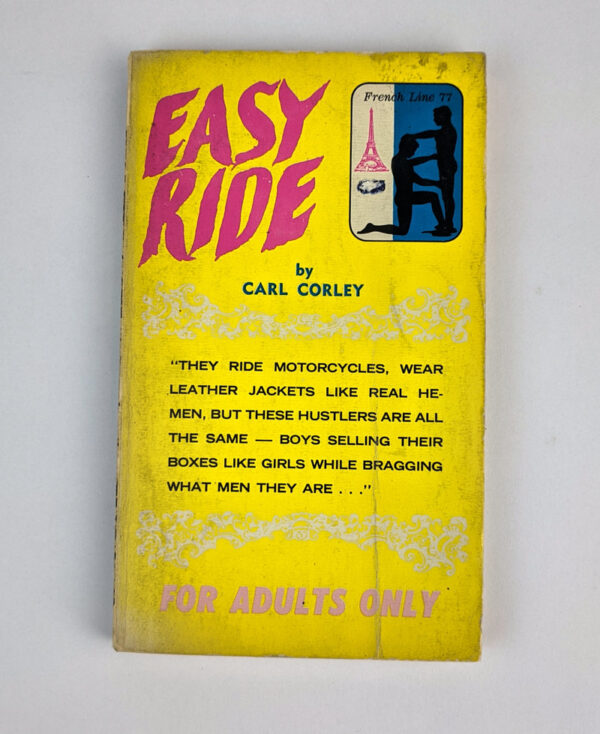 EASY
RIDE
French Line 77
by
CARL CORLEY
"THEY RIDE MOTORCYCLES, WEAR
LEATHER JACKETS LIKE REAL HE-
MEN, BUT THESE HUSTLERS ARE ALL
THE SAME — BOYS SELLING THEIR
BOXES LIKE GIRLS WHILE BRAGGING
WHAT MEN THEY ARE . . ."
FOR ADULTS ONLY